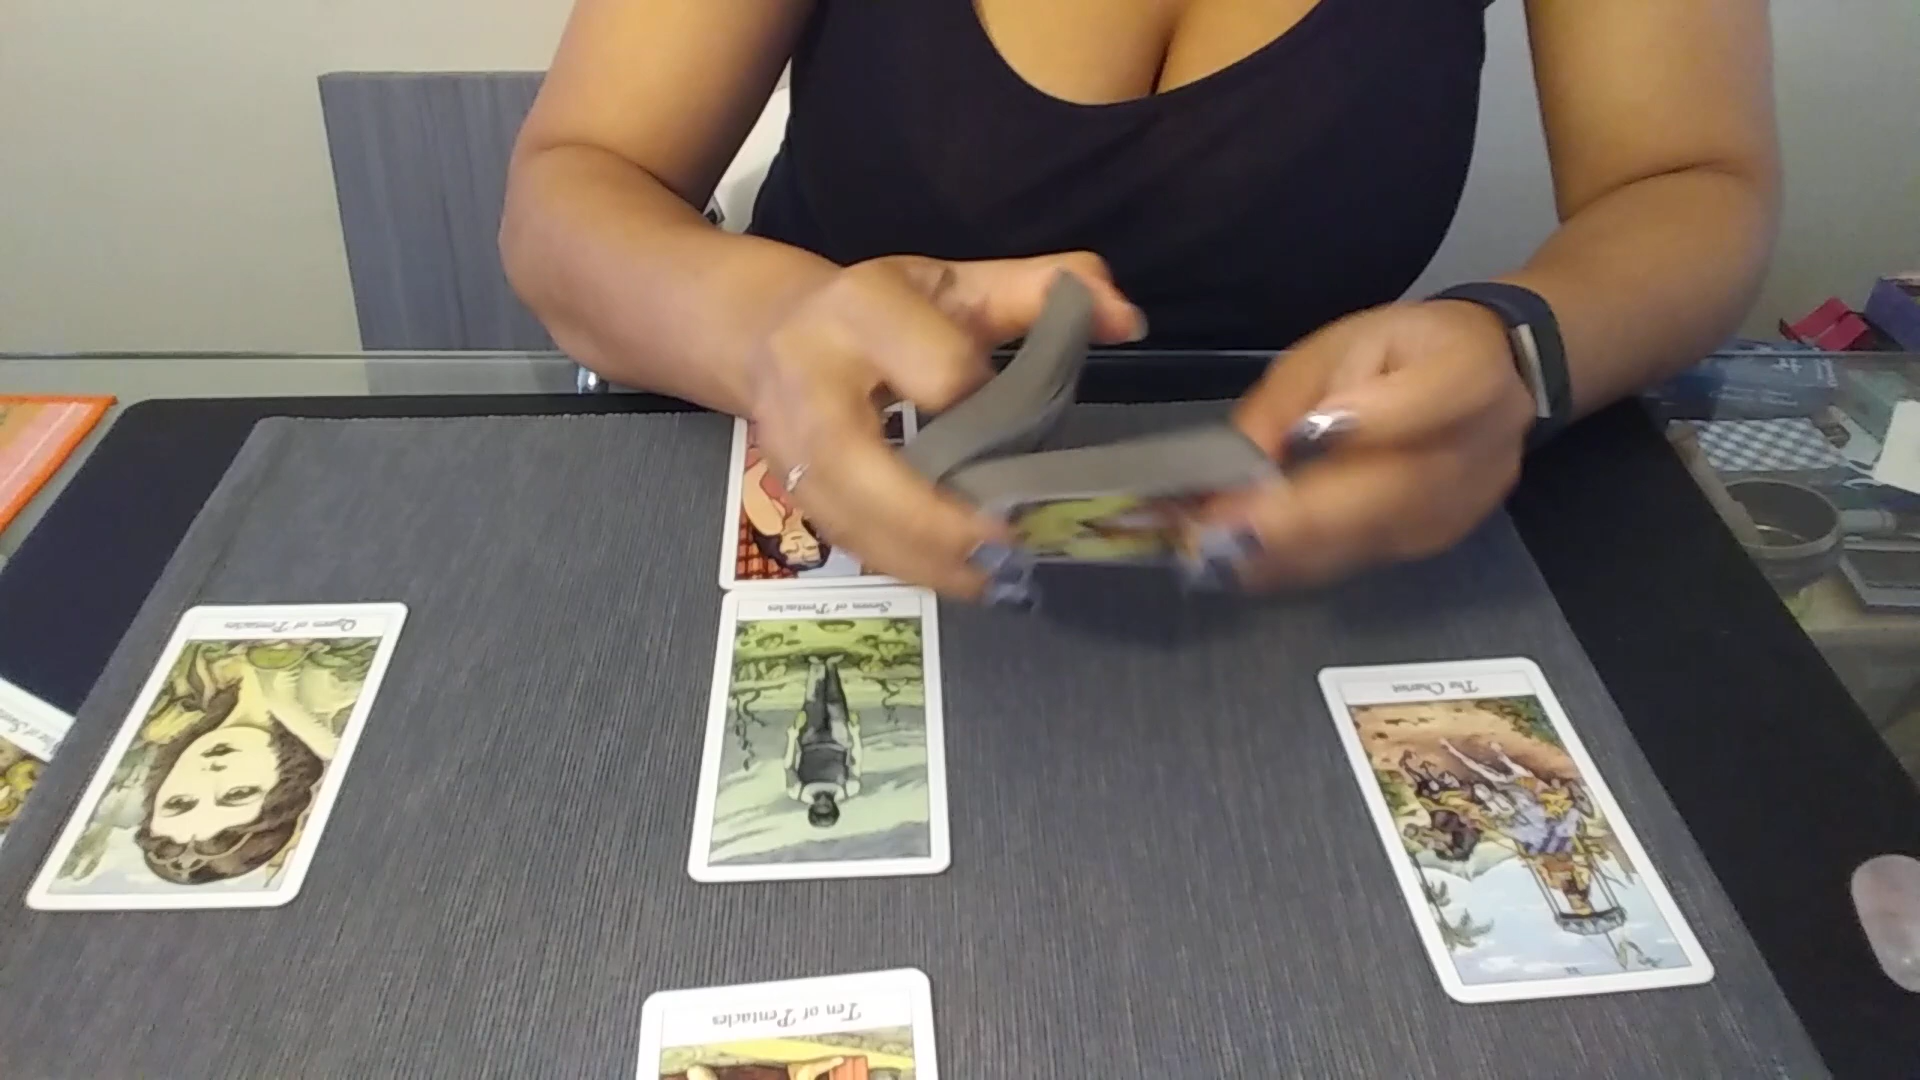 Seven of Pentacles
Queen of Pentacles
The Chariot
Ten of Pentacles